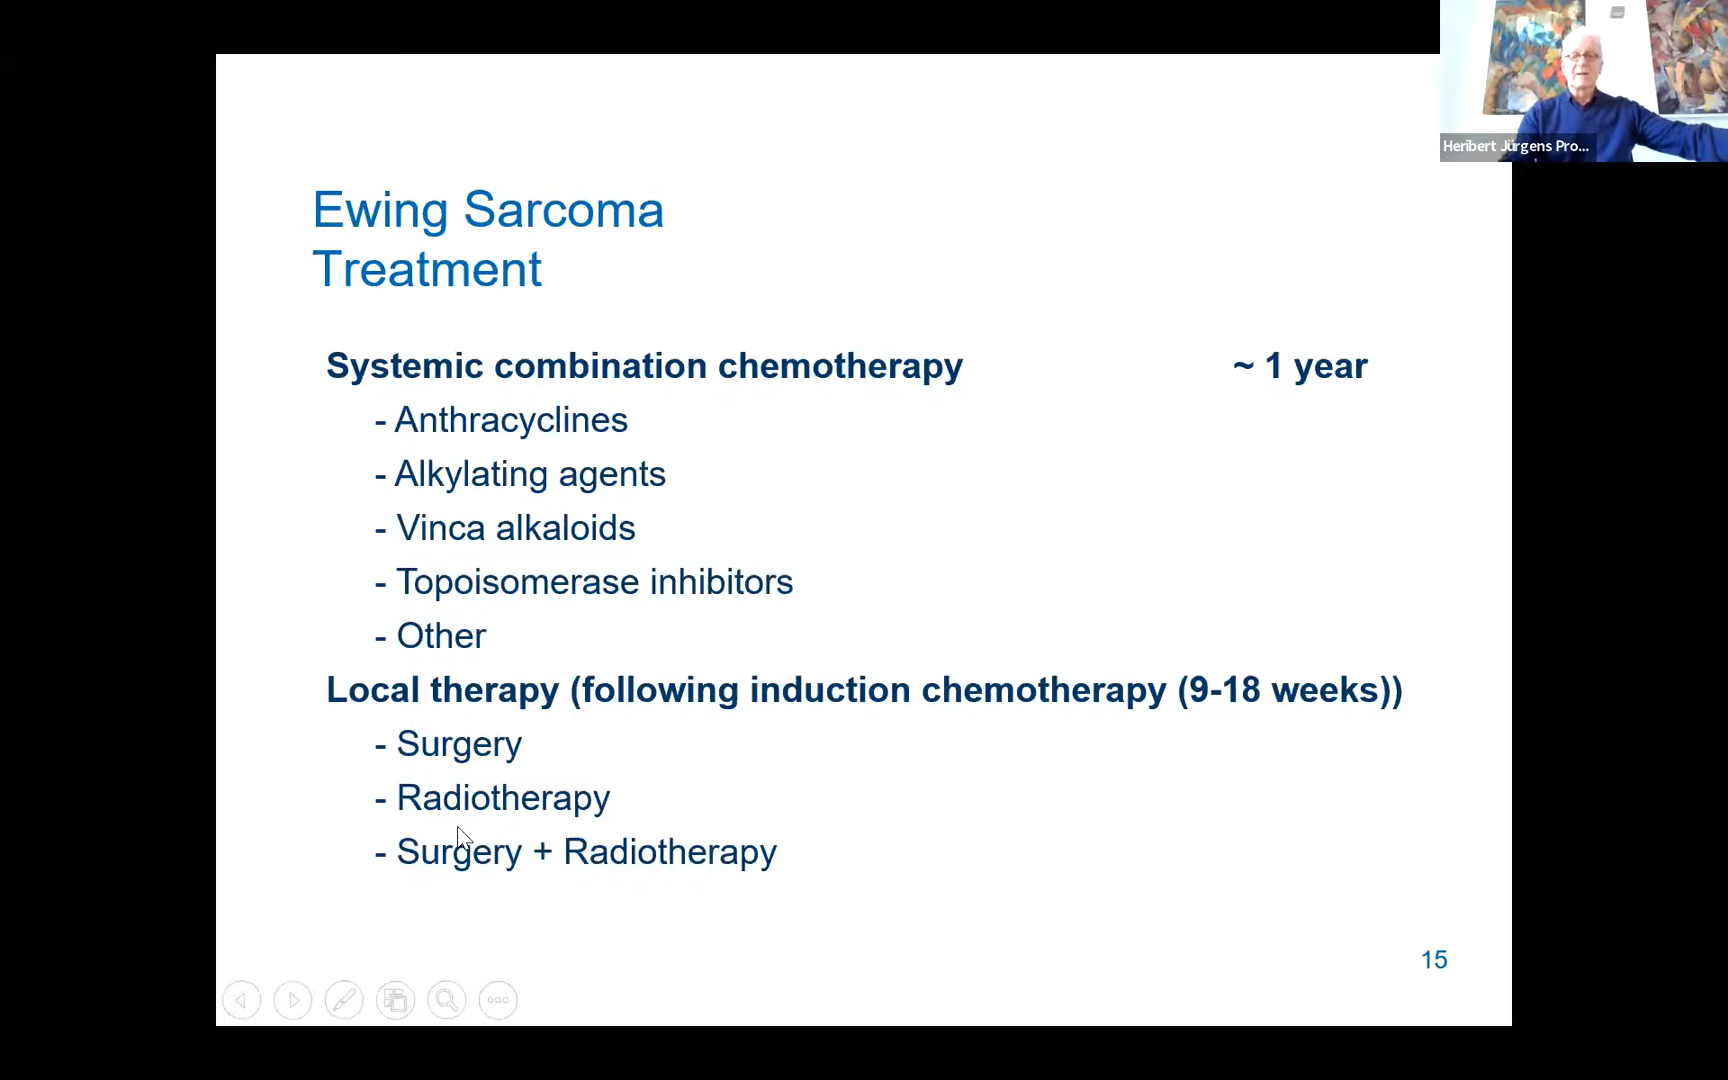 Heribert Jürgens Pro...
Ewing Sarcoma
Treatment
Systemic combination chemotherapy ~ 1 year
- Anthracyclines
- Alkylating agents
- Vinca alkaloids
- Topoisomerase inhibitors
- Other
Local therapy (following induction chemotherapy (9-18 weeks))
- Surgery
- Radiotherapy
- Surgery + Radiotherapy
15